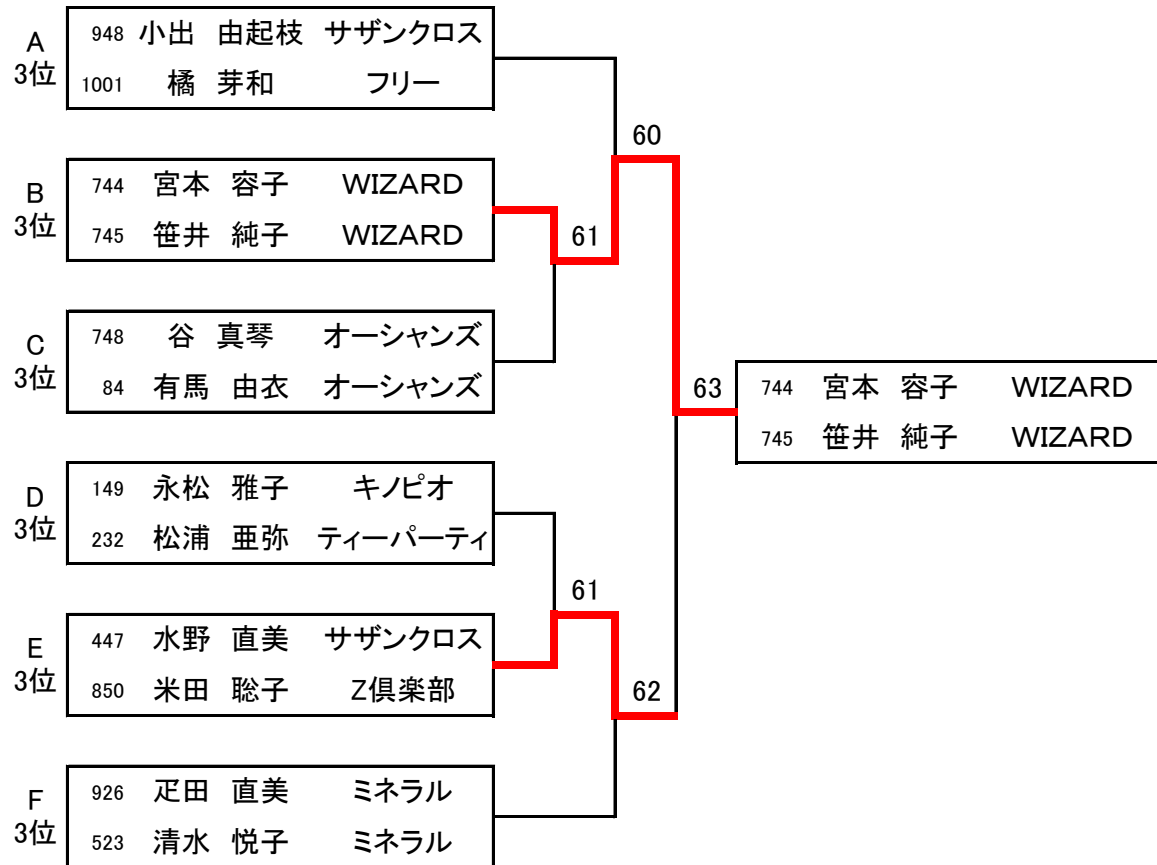 A
3位
948 小出 由起枝 サザンクロス
1001 橘 芽和 フリー
60
B
3位
744 宮本 容子 WIZARD
745 笹井 純子 WIZARD
61
C
3位
748 谷 真琴 オーシャンズ
84 有馬 由衣 オーシャンズ
63
744 宮本 容子 WIZARD
745 笹井 純子 WIZARD
D
3位
149 永松 雅子 キノピオ
232 松浦 亜弥 ティーパーティ
61
E
3位
447 水野 直美 サザンクロス
850 米田 聡子 Z倶楽部
62
F
3位
926 疋田 直美 ミネラル
523 清水 悦子 ミネラル